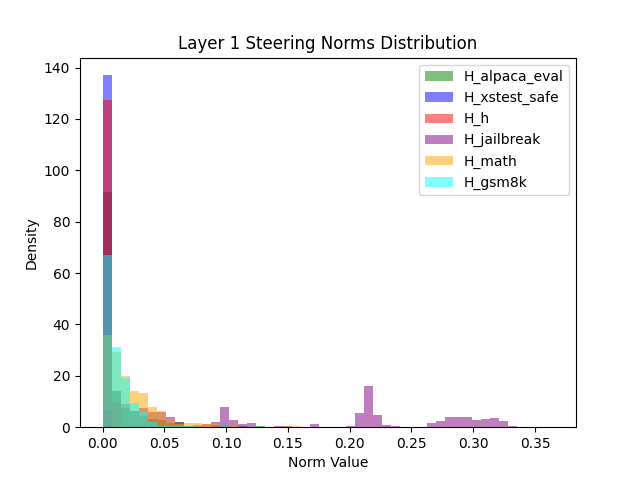 Layer 1 Steering Norms Distribution
140
120
100
80
60
40
20
0
Density
H_alpaca_eval
H_xstest_safe
H_h
H_jailbreak
H_math
H_gsm8k
0.00 0.05 0.10 0.15 0.20 0.25 0.30 0.35
Norm Value